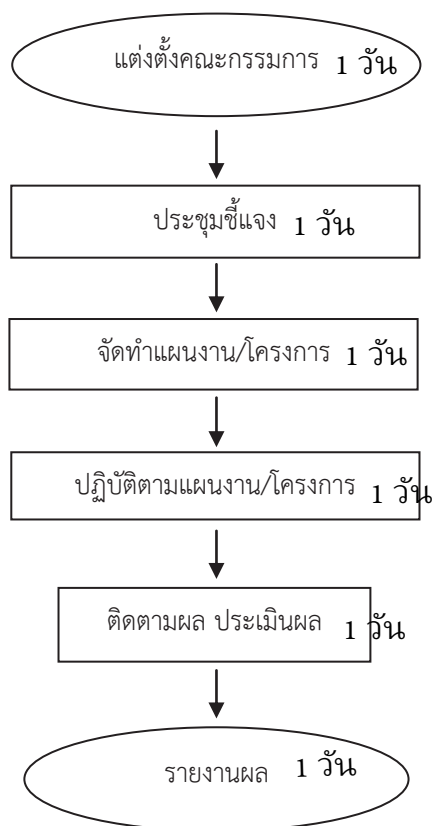 แต่งตั้งคณะกรรมการ 1 วัน
ประชุมชี้แจง 1 วัน
จัดทำแผนงาน/โครงการ 1 วัน
ปฏิบัติตามแผนงาน/โครงการ 1 วัน
ติดตามผล ประเมินผล 1 วัน
รายงานผล 1 วัน